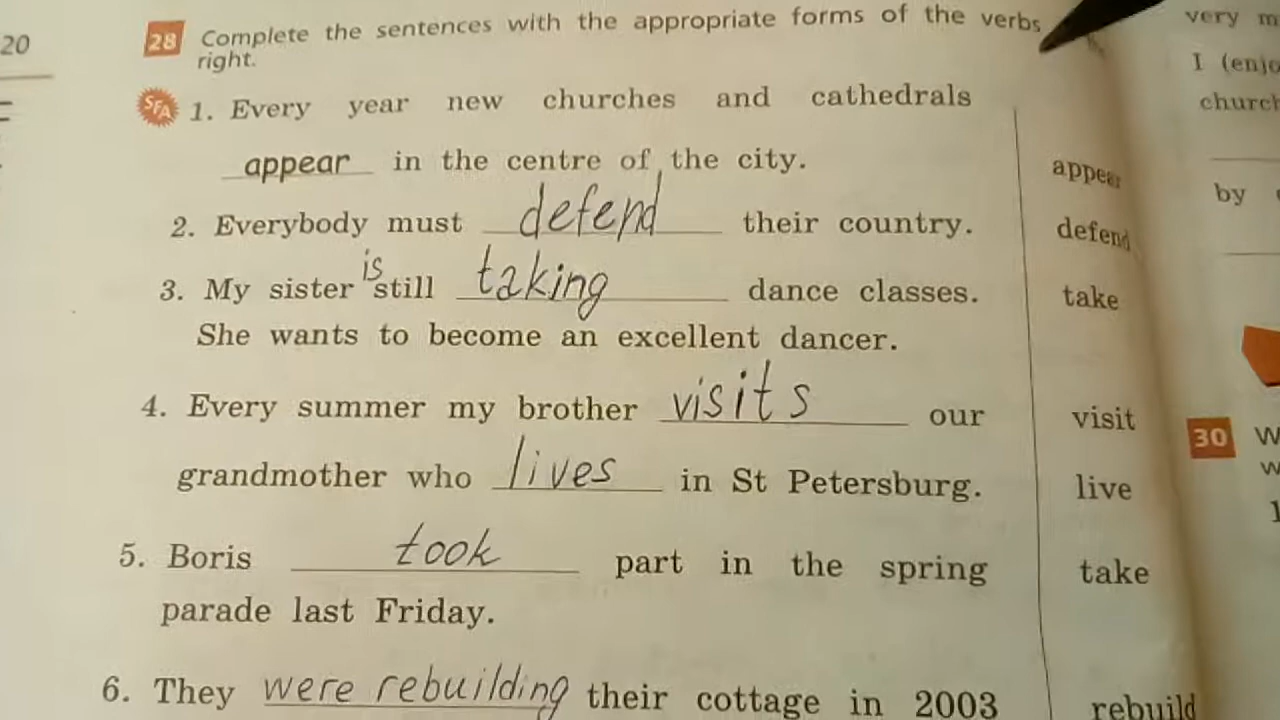 20
28 Complete the sentences with the appropriate forms of the verbs
right.
SFA 1. Every year new churches and cathedrals
appear in the centre of the city. appear
2. Everybody must defend their country. defend
3. My sister is still taking dance classes. take
She wants to become an excellent dancer.
4. Every summer my brother visits our visit
grandmother who lives in St Petersburg. live
5. Boris took part in the spring take
parade last Friday.
6. They were rebuilding their cottage in 2003 rebuild
very
I (enjo
church
by
30